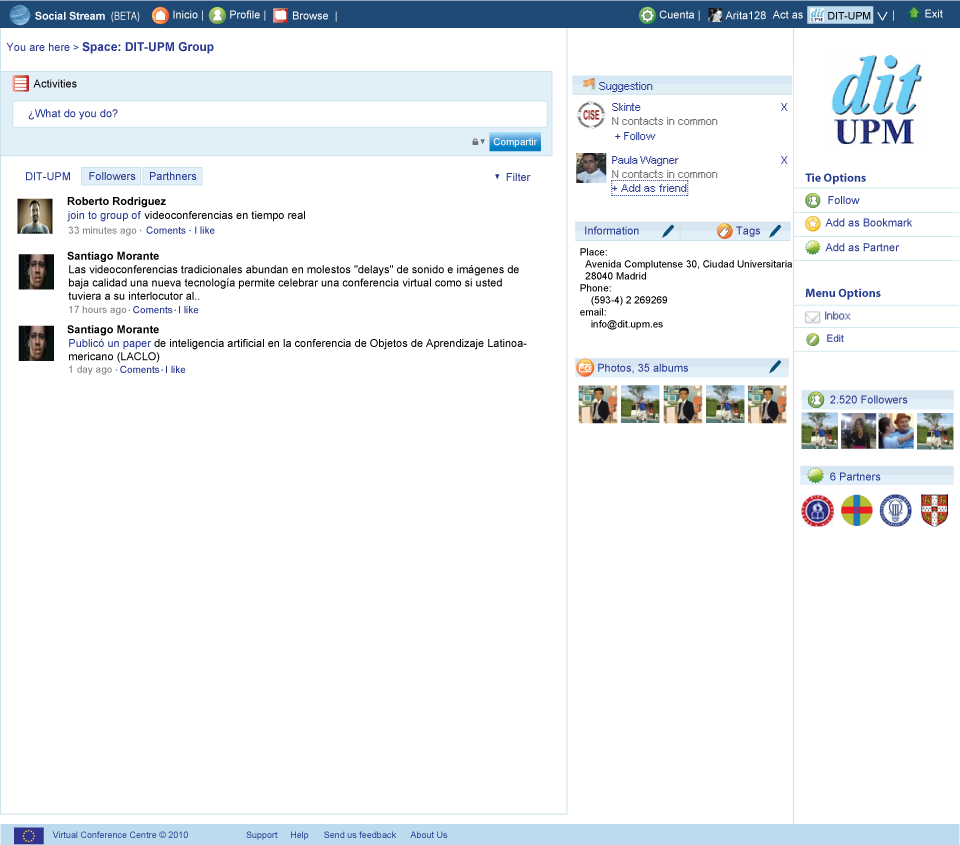 Social Stream (BETA) Inicio | Profile | Browse | Cuenta | Arita128 Act as dit UPM DIT-UPM | Exit
You are here > Space: DIT-UPM Group
Activities
¿What do you do?
Compartir
DIT-UPM Followers Parthners Filter
Roberto Rodriguez
join to group of videoconferencias en tiempo real
33 minutes ago · Coments · I like
Santiago Morante
Las videoconferencias tradicionales abundan en molestos "delays" de sonido e imágenes de
baja calidad una nueva tecnología permite celebrar una conferencia virtual como si usted
tuviera a su interlocutor al..
17 hours ago · Coments · I like
Santiago Morante
Publicó un paper de inteligencia artificial en la conferencia de Objetos de Aprendizaje Latinoa-
mericano (LACLO)
1 day ago · Coments · I like
Suggestion
CISE
Skinte X
N contacts in common
+ Follow
Paula Wagner X
N contacts in common
+ Add as friend
Information Tags
Place:
Avenida Complutense 30, Ciudad Universitaria
28040 Madrid
Phone:
(593-4) 2 269269
email:
info@dit.upm.es
Photos, 35 albums
dit
UPM
Tie Options
Follow
Add as Bookmark
Add as Partner
Menu Options
Inbox
Edit
2.520 Followers
6 Partners
Virtual Conference Centre © 2010 Support Help Send us feedback About Us